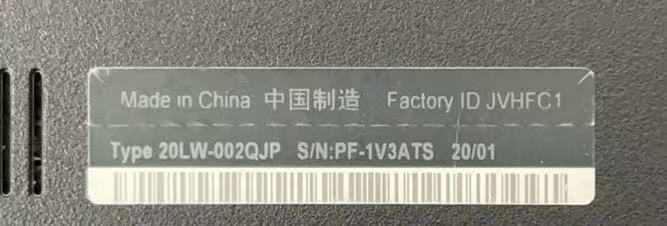 Made in China 中国制造 Factory ID JVHFC1
Type 20LW-002QJP S/N:PF-1V3ATS 20/01